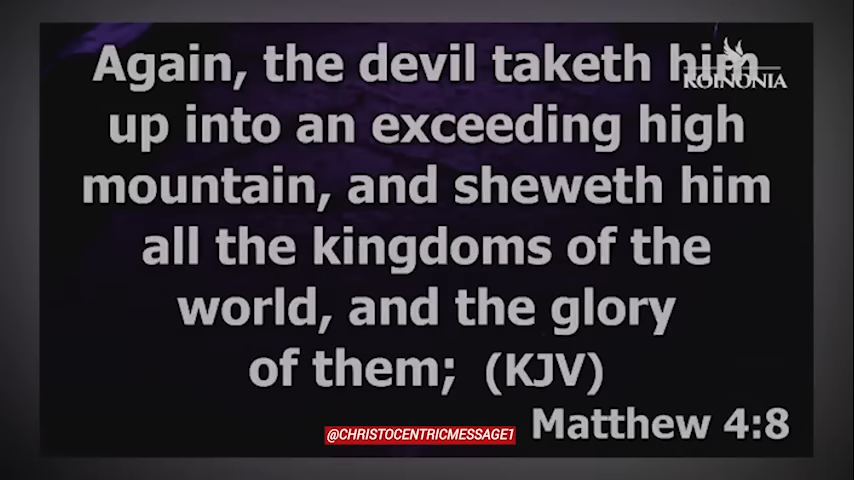 Again, the devil taketh him
KOINONIA
up into an exceeding high
mountain, and sheweth him
all the kingdoms of the
world, and the glory
of them; (KJV)
@CHRISTOCENTRICMESSAGE1
Matthew 4:8